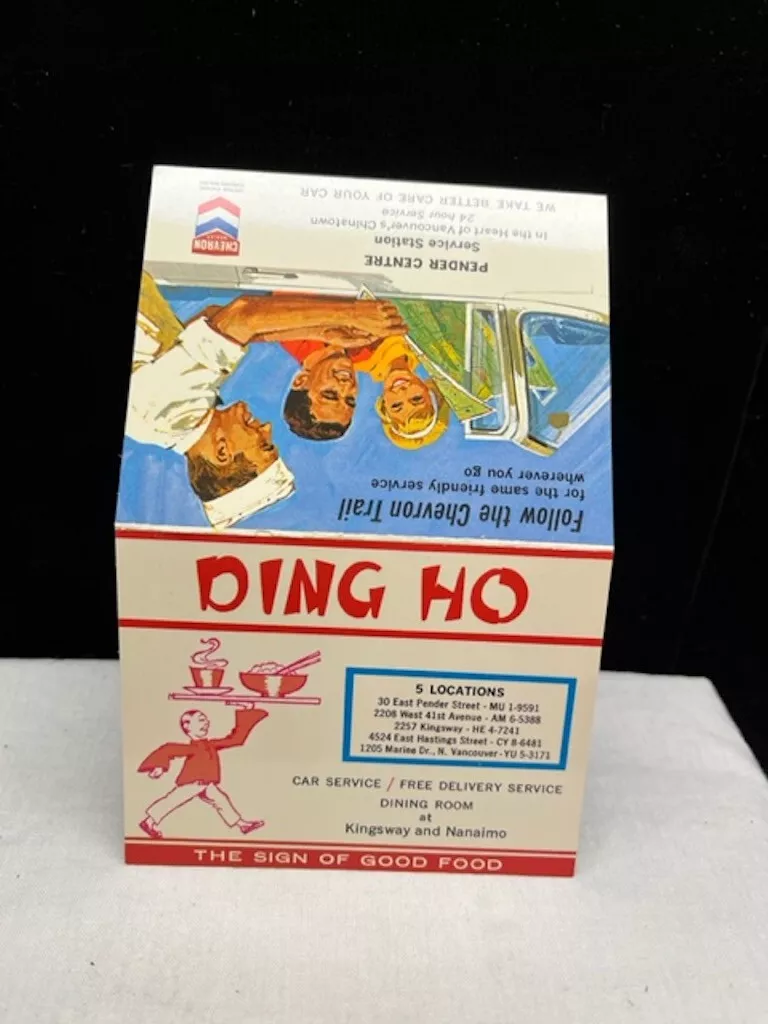 WE TAKE BETTER CARE OF YOUR CAR
24 hour Service
In the Heart of Vancouver's Chinatown
Service Station
PENDER CENTRE
CHEVRON
Follow the Chevron Trail
for the same friendly service
wherever you go
DING HO
5 LOCATIONS
30 East Pender Street - MU 1-9591
2208 West 41st Avenue - AM 6-5388
2257 Kingsway - HE 4-7241
4524 East Hastings Street - CY 8-6481
1205 Marine Dr., N. Vancouver - YU 5-3171
CAR SERVICE / FREE DELIVERY SERVICE
DINING ROOM
at
Kingsway and Nanaimo
THE SIGN OF GOOD FOOD